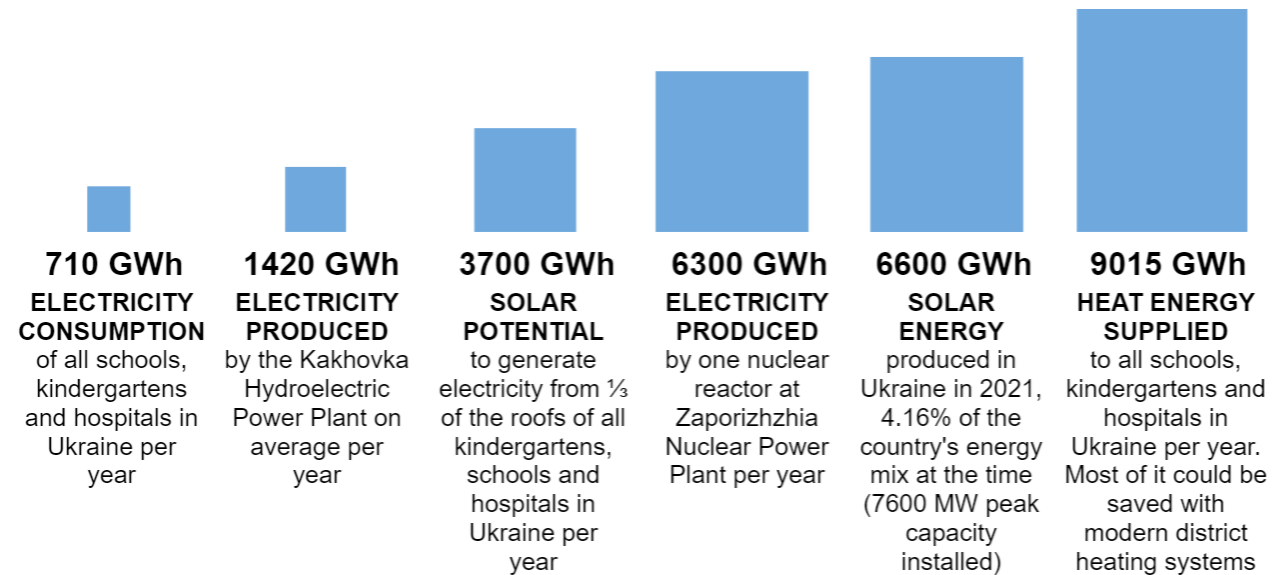 710 GWh
ELECTRICITY
CONSUMPTION
of all schools,
kindergartens
and hospitals in
Ukraine per
year
1420 GWh
ELECTRICITY
PRODUCED
by the Kakhovka
Hydroelectric
Power Plant on
average per
year
3700 GWh
SOLAR
POTENTIAL
to generate
electricity from ⅓
of the roofs of all
kindergartens,
schools and
hospitals in
Ukraine per
year
6300 GWh
ELECTRICITY
PRODUCED
by one nuclear
reactor at
Zaporizhzhia
Nuclear Power
Plant per year
6600 GWh
SOLAR
ENERGY
produced in
Ukraine in 2021,
4.16% of the
country's energy
mix at the time
(7600 MW peak
capacity
installed)
9015 GWh
HEAT ENERGY
SUPPLIED
to all schools,
kindergartens and
hospitals in
Ukraine per year.
Most of it could be
saved with
modern district
heating systems